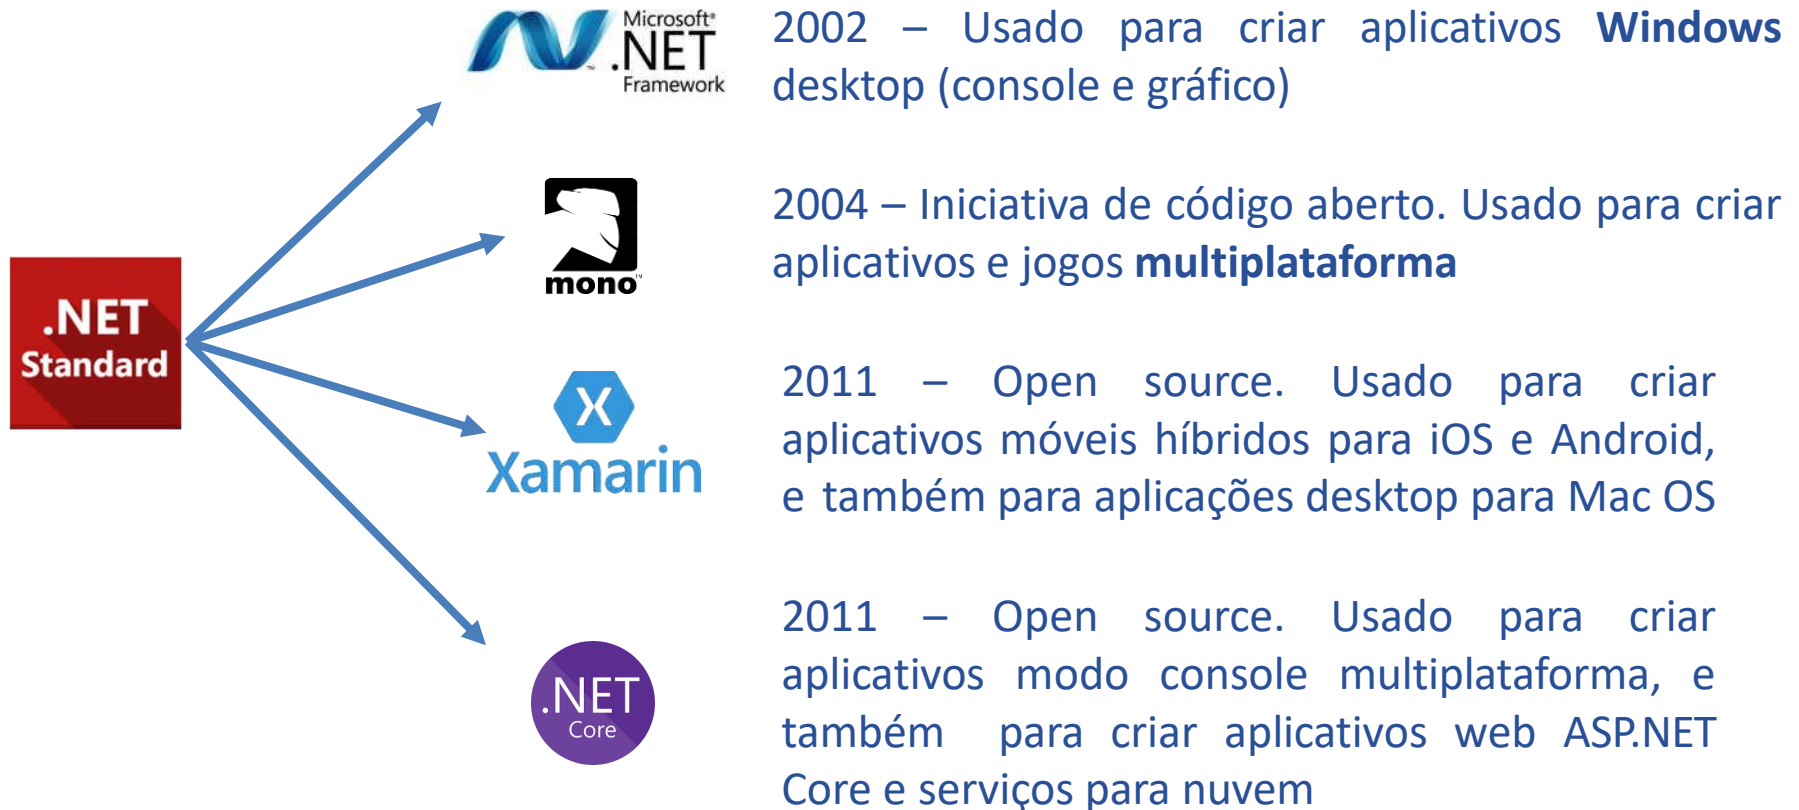 Microsoft®
.NET
Framework
2002 – Usado para criar aplicativos Windows
desktop (console e gráfico)
mono™
2004 – Iniciativa de código aberto. Usado para criar
aplicativos e jogos multiplataforma
.NET
Standard
X
Xamarin
2011 – Open source. Usado para criar
aplicativos móveis híbridos para iOS e Android,
e também para aplicações desktop para Mac OS
.NET
Core
2011 – Open source. Usado para criar
aplicativos modo console multiplataforma, e
também para criar aplicativos web ASP.NET
Core e serviços para nuvem